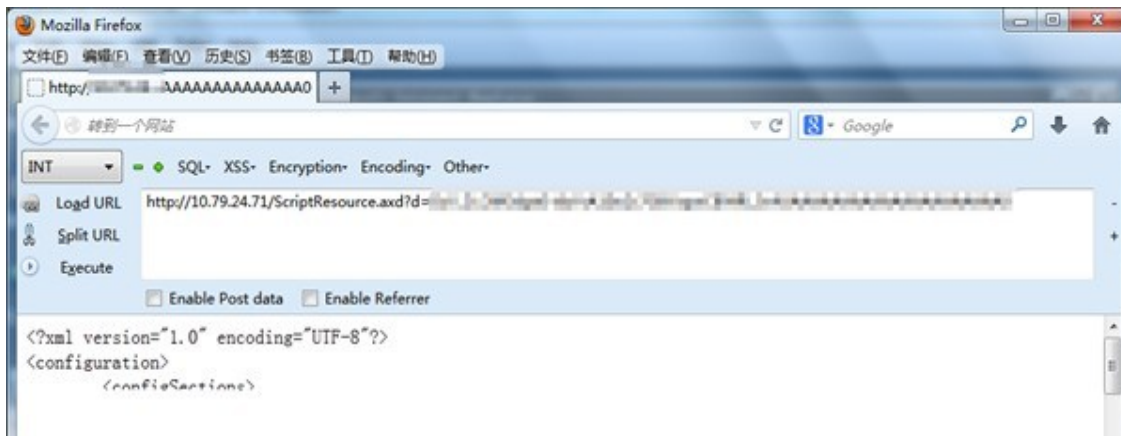 Mozilla Firefox
文件(F) 编辑(E) 查看(V) 历史(S) 书签(B) 工具(T) 帮助(H)
http:/ AAAAAAAAAAAAAA0 +
转到一个网站 Google
INT SQL- XSS- Encryption- Encoding- Other-
Load URL http://10.79.24.71/ScriptResource.axd?d=
Split URL
Execute
Enable Post data Enable Referrer
<?xml version="1.0" encoding="UTF-8"?>
<configuration>
<configSections>